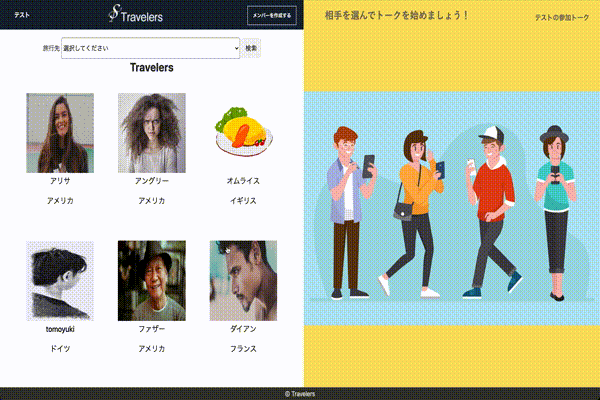 テスト
S Travelers
メンバーを作成する
相手を選んでトークを始めましょう！
テストの参加トーク
旅行先 選択してください 検索
Travelers
アリサ アングリー オムライス
アメリカ アメリカ イギリス
tomoyuki ファザー ダイアン
ドイツ アメリカ フランス
© Travelers